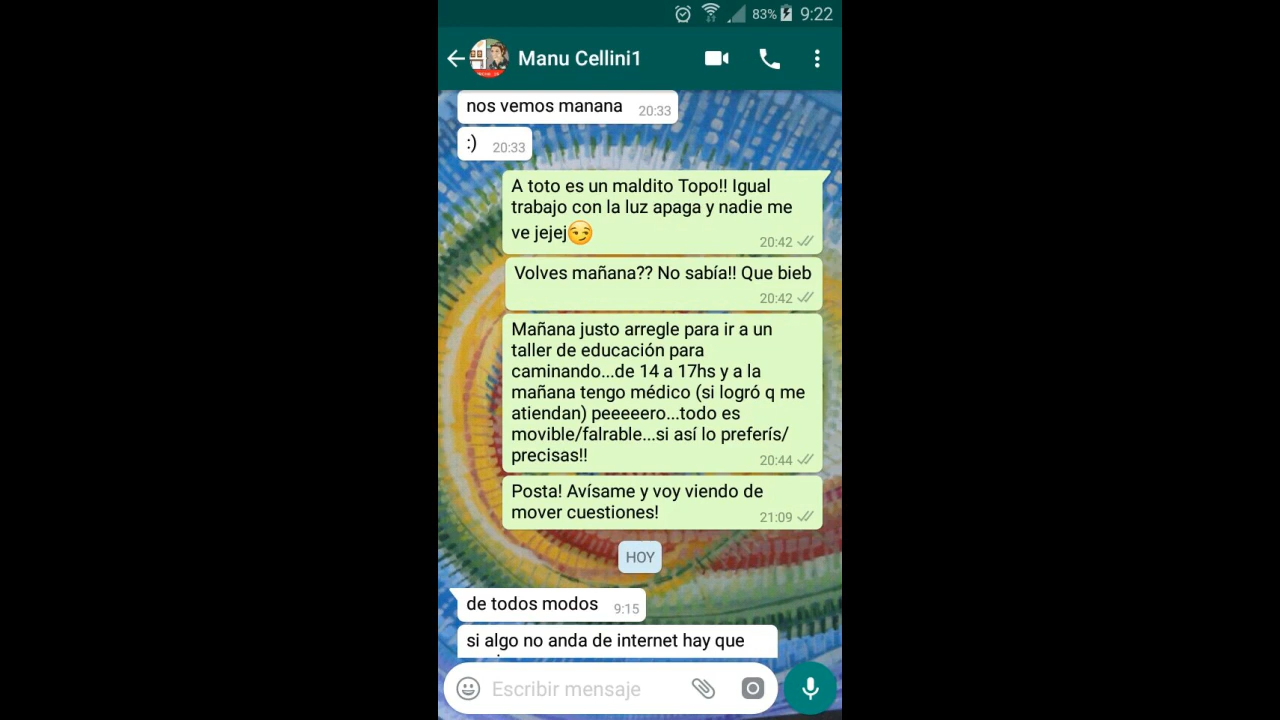 83% 9:22
Manu Cellini1
nos vemos manana 20:33
:) 20:33
A toto es un maldito Topo!! Igual
trabajo con la luz apaga y nadie me
ve jejej😏
20:42
Volves mañana?? No sabía!! Que bieb
20:42
Mañana justo arregle para ir a un
taller de educación para
caminando...de 14 a 17hs y a la
mañana tengo médico (si logró q me
atiendan) peeeeero...todo es
movible/falrable...si así lo preferís/
precisas!!
20:44
Posta! Avísame y voy viendo de
mover cuestiones!
21:09
HOY
de todos modos 9:15
si algo no anda de internet hay que
Escribir mensaje